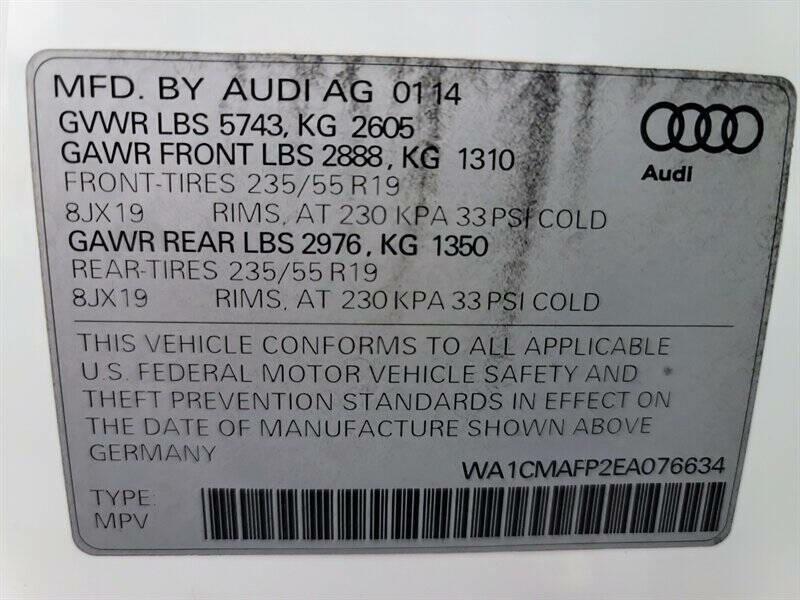 MFD. BY AUDI AG 01 14
GVWR LBS 5743, KG 2605
GAWR FRONT LBS 2888, KG 1310
FRONT-TIRES 235/55 R19
8JX19 RIMS, AT 230 KPA 33 PSI COLD
GAWR REAR LBS 2976, KG 1350
REAR-TIRES 235/55 R19
8JX19 RIMS, AT 230 KPA 33 PSI COLD
Audi
THIS VEHICLE CONFORMS TO ALL APPLICABLE
U.S. FEDERAL MOTOR VEHICLE SAFETY AND
THEFT PREVENTION STANDARDS IN EFFECT ON
THE DATE OF MANUFACTURE SHOWN ABOVE
GERMANY
WA1CMAFP2EA076634
TYPE:
MPV